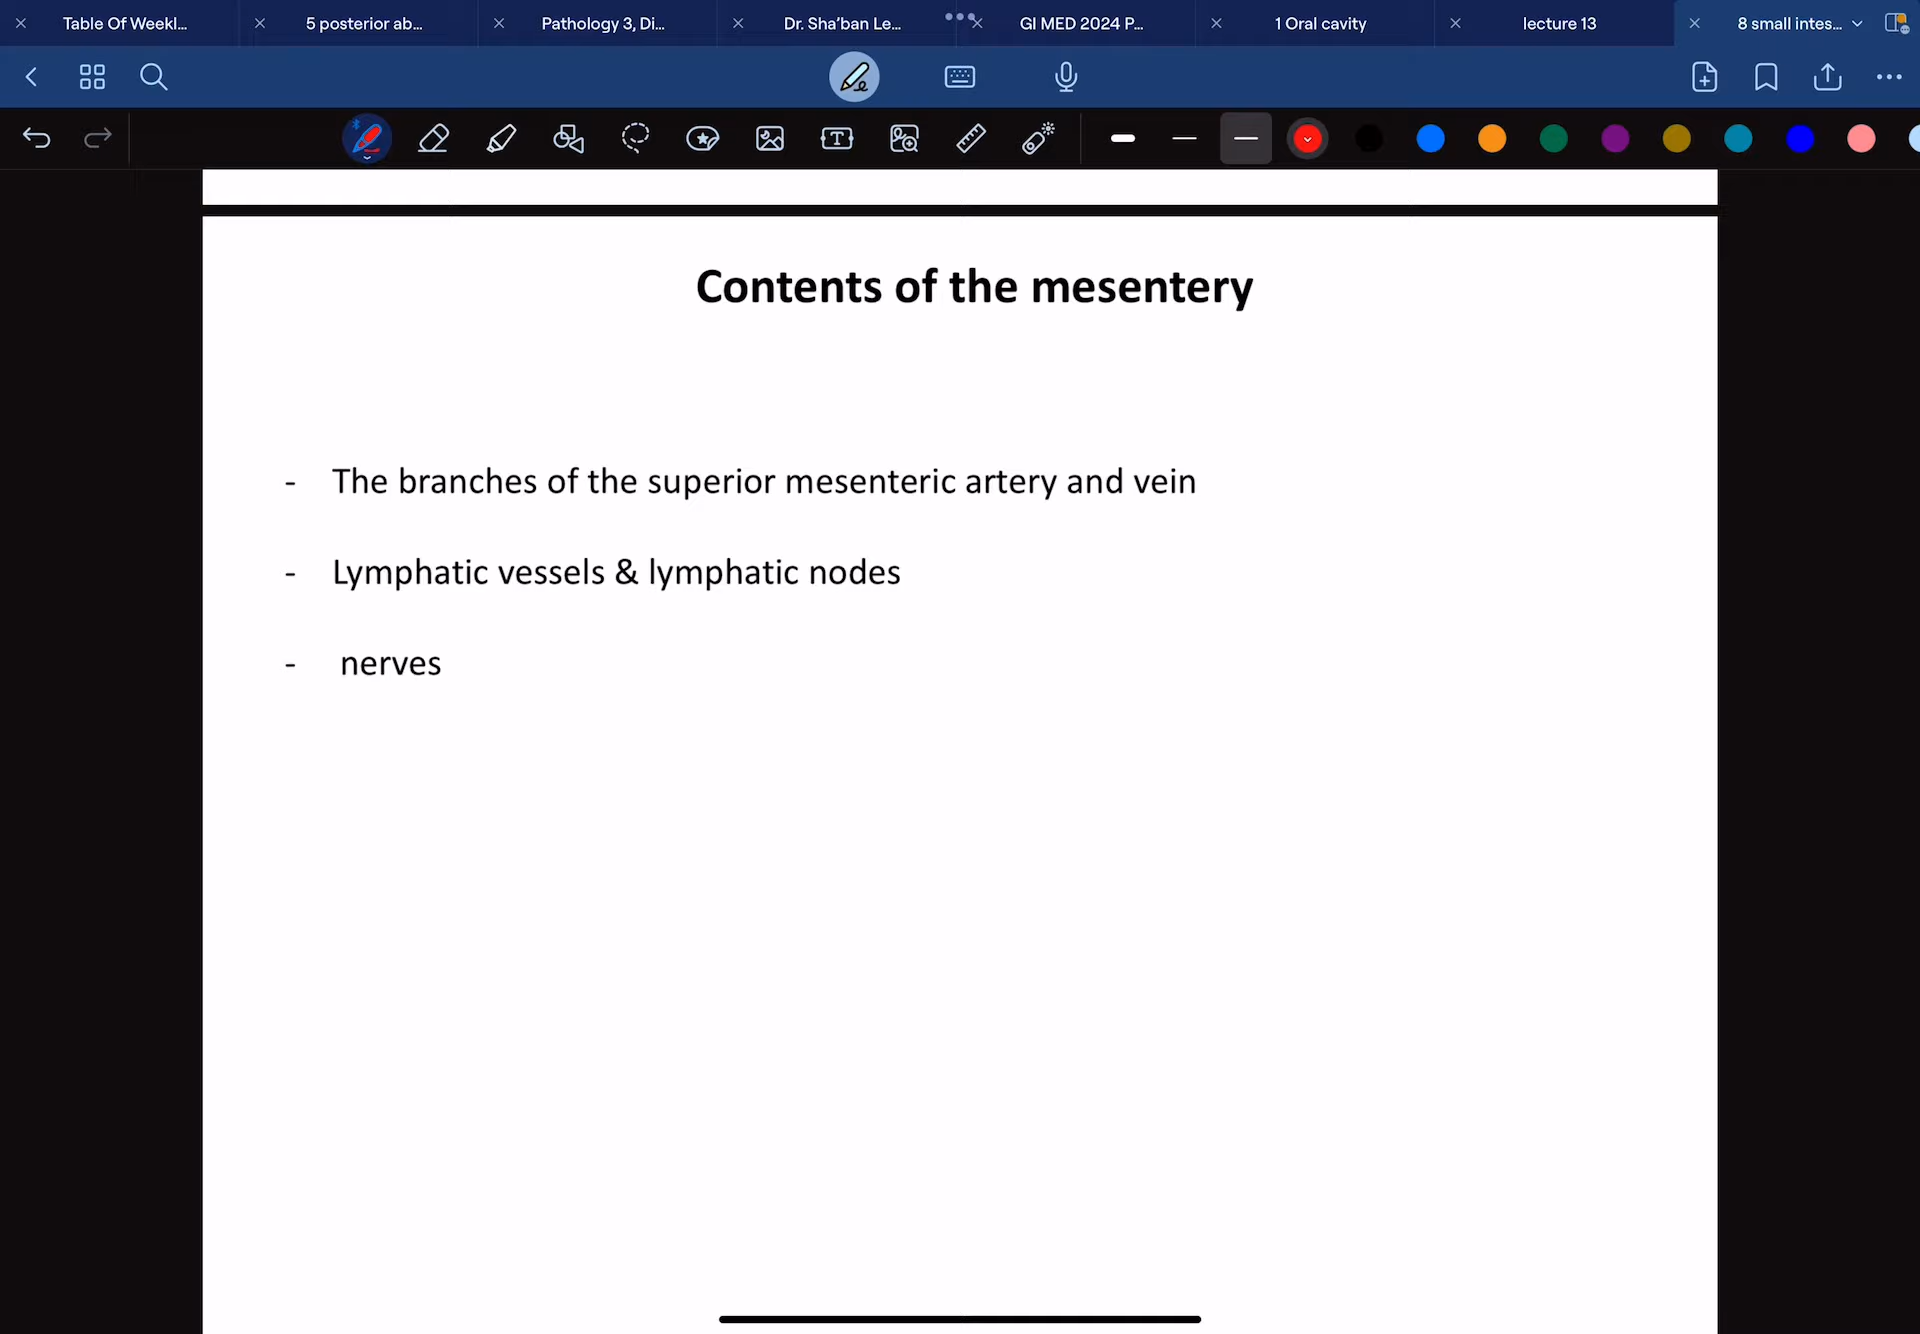 Table Of Weekl... 5 posterior ab... Pathology 3, Di... Dr. Sha'ban Le... GI MED 2024 P... 1 Oral cavity lecture 13 8 small intes...
Contents of the mesentery
- The branches of the superior mesenteric artery and vein
- Lymphatic vessels & lymphatic nodes
- nerves